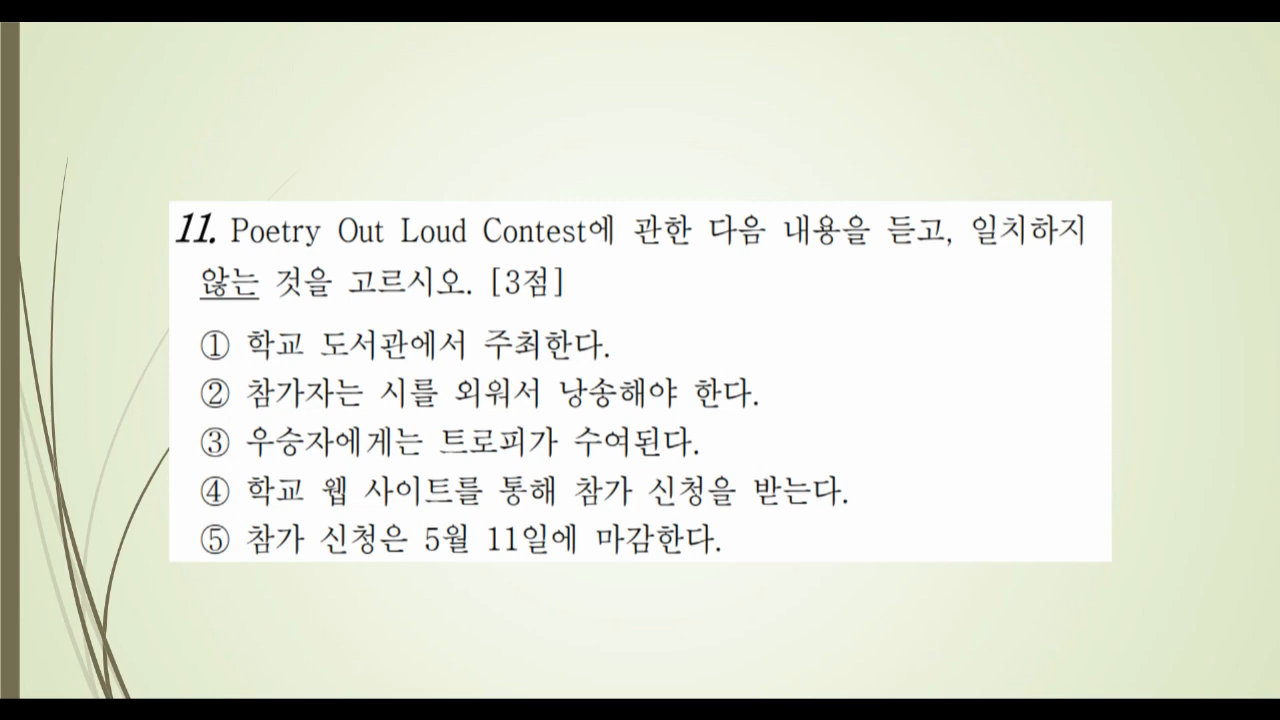 11. Poetry Out Loud Contest에 관한 다음 내용을 듣고, 일치하지
않는 것을 고르시오. [3점]
① 학교 도서관에서 주최한다.
② 참가자는 시를 외워서 낭송해야 한다.
③ 우승자에게는 트로피가 수여된다.
④ 학교 웹 사이트를 통해 참가 신청을 받는다.
⑤ 참가 신청은 5월 11일에 마감한다.